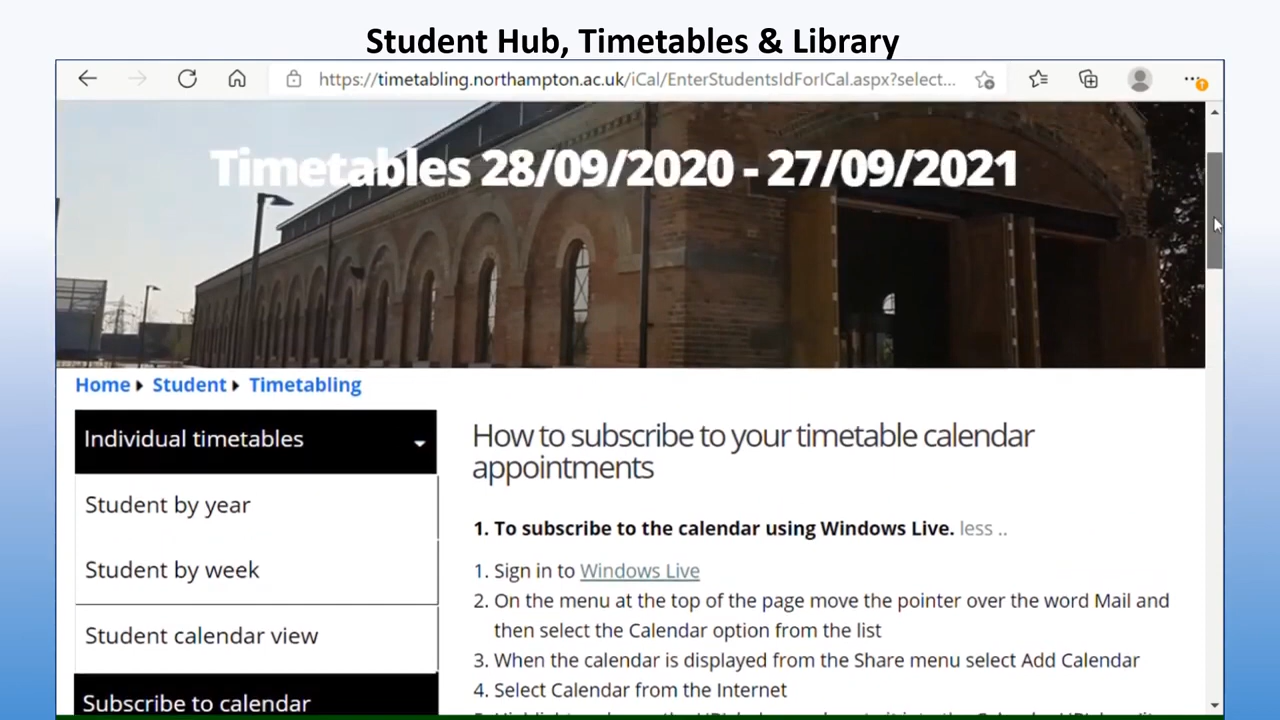 Student Hub, Timetables & Library
https://timetabling.northampton.ac.uk/iCal/EnterStudentsIdForICal.aspx?select...
Timetables 28/09/2020 - 27/09/2021
Home Student Timetabling
Individual timetables
Student by year
Student by week
Student calendar view
Subscribe to calendar
How to subscribe to your timetable calendar
appointments
1. To subscribe to the calendar using Windows Live. less ..
1. Sign in to Windows Live
2. On the menu at the top of the page move the pointer over the word Mail and
then select the Calendar option from the list
3. When the calendar is displayed from the Share menu select Add Calendar
4. Select Calendar from the Internet